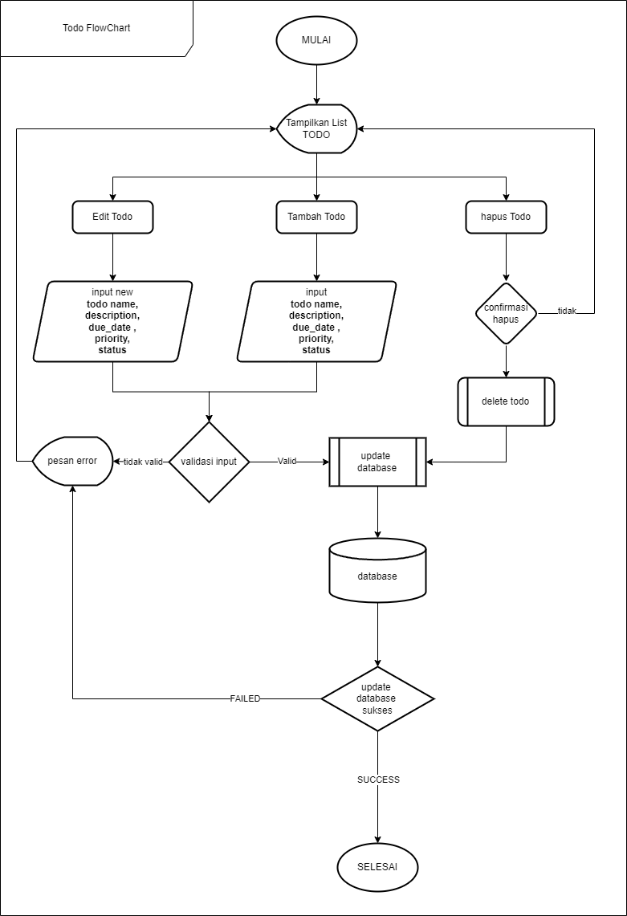 Todo FlowChart
MULAI
Tampilkan List
TODO
Edit Todo
Tambah Todo
hapus Todo
input new
todo name,
description,
due_date ,
priority,
status
input
todo name,
description,
due_date ,
priority,
status
confirmasi
hapus
tidak
delete todo
pesan error
tidak valid
validasi input
Valid
update
database
database
update
database
sukses
FAILED
SUCCESS
SELESAI